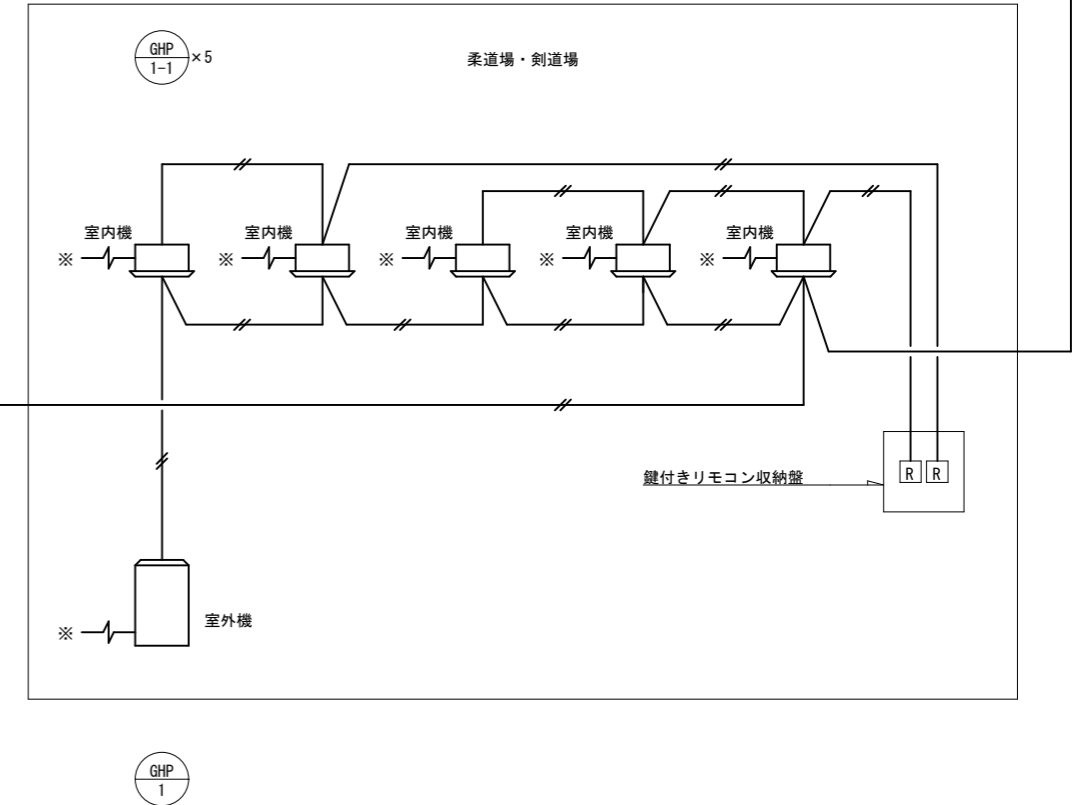 GHP
1-1
×5
柔道場・剣道場
室内機 室内機 室内機 室内機 室内機
※ ※ ※ ※ ※
鍵付きリモコン収納盤
R R
室外機
※
GHP
1